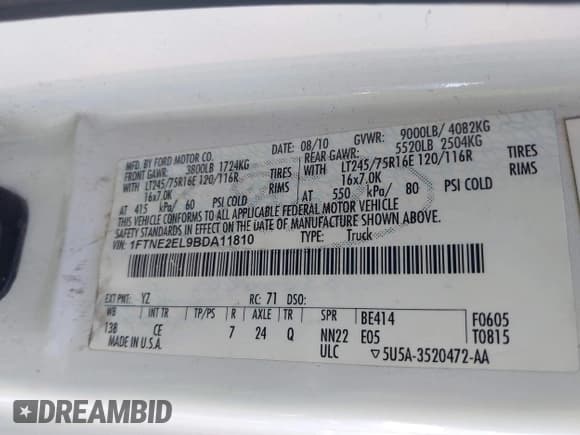 MFD. BY FORD MOTOR CO. DATE: 08/10 GVWR: 9000LB/ 4082KG
FRONT GAWR: 3800LB 1724KG REAR GAWR: 5520LB 2504KG
WITH LT245/75R16E 120/116R TIRES WITH LT245/75R16E 120/116R TIRES
16x7.0K RIMS 16x7.0K RIMS
AT 415 kPa/ 60 PSI COLD AT 550 kPa/ 80 PSI COLD
THIS VEHICLE CONFORMS TO ALL APPLICABLE FEDERAL MOTOR VEHICLE
SAFETY STANDARDS IN EFFECT ON THE DATE OF MANUFACTURE SHOWN ABOVE.
VIN: 1FTNE2EL9BDA11810 TYPE: Truck
EXT PNT: YZ RC: 71 DSO:
WB INT TR TP/PS R AXLE TR SPR BE414 F0605
138 CE 7 24 Q NN22 E05 T0815
MADE IN U.S.A. ULC ▽5U5A-3520472-AA
DREAMBID